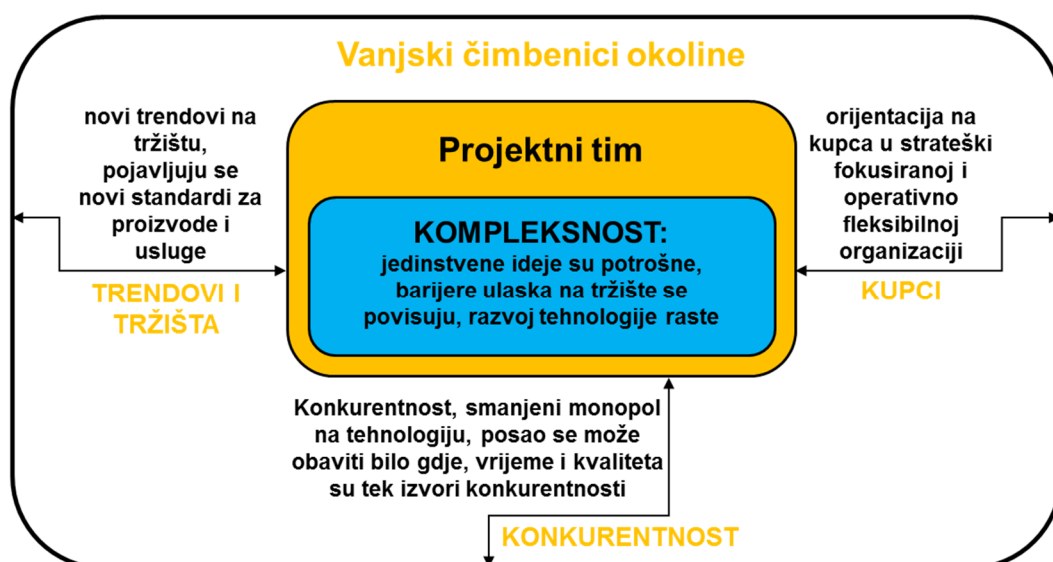 Vanjski čimbenici okoline
novi trendovi na
tržištu,
pojavljuju se
novi standardi za
proizvode i
usluge
TRENDOVI I
TRŽIŠTA
Projektni tim
KOMPLEKSNOST:
jedinstvene ideje su potrošne,
barijere ulaska na tržište se
povisuju, razvoj tehnologije raste
orijentacija na
kupca u strateški
fokusiranoj i
operativno
fleksibilnoj
organizaciji
KUPCI
Konkurentnost, smanjeni monopol
na tehnologiju, posao se može
obaviti bilo gdje, vrijeme i kvaliteta
su tek izvori konkurentnosti
KONKURENTNOST